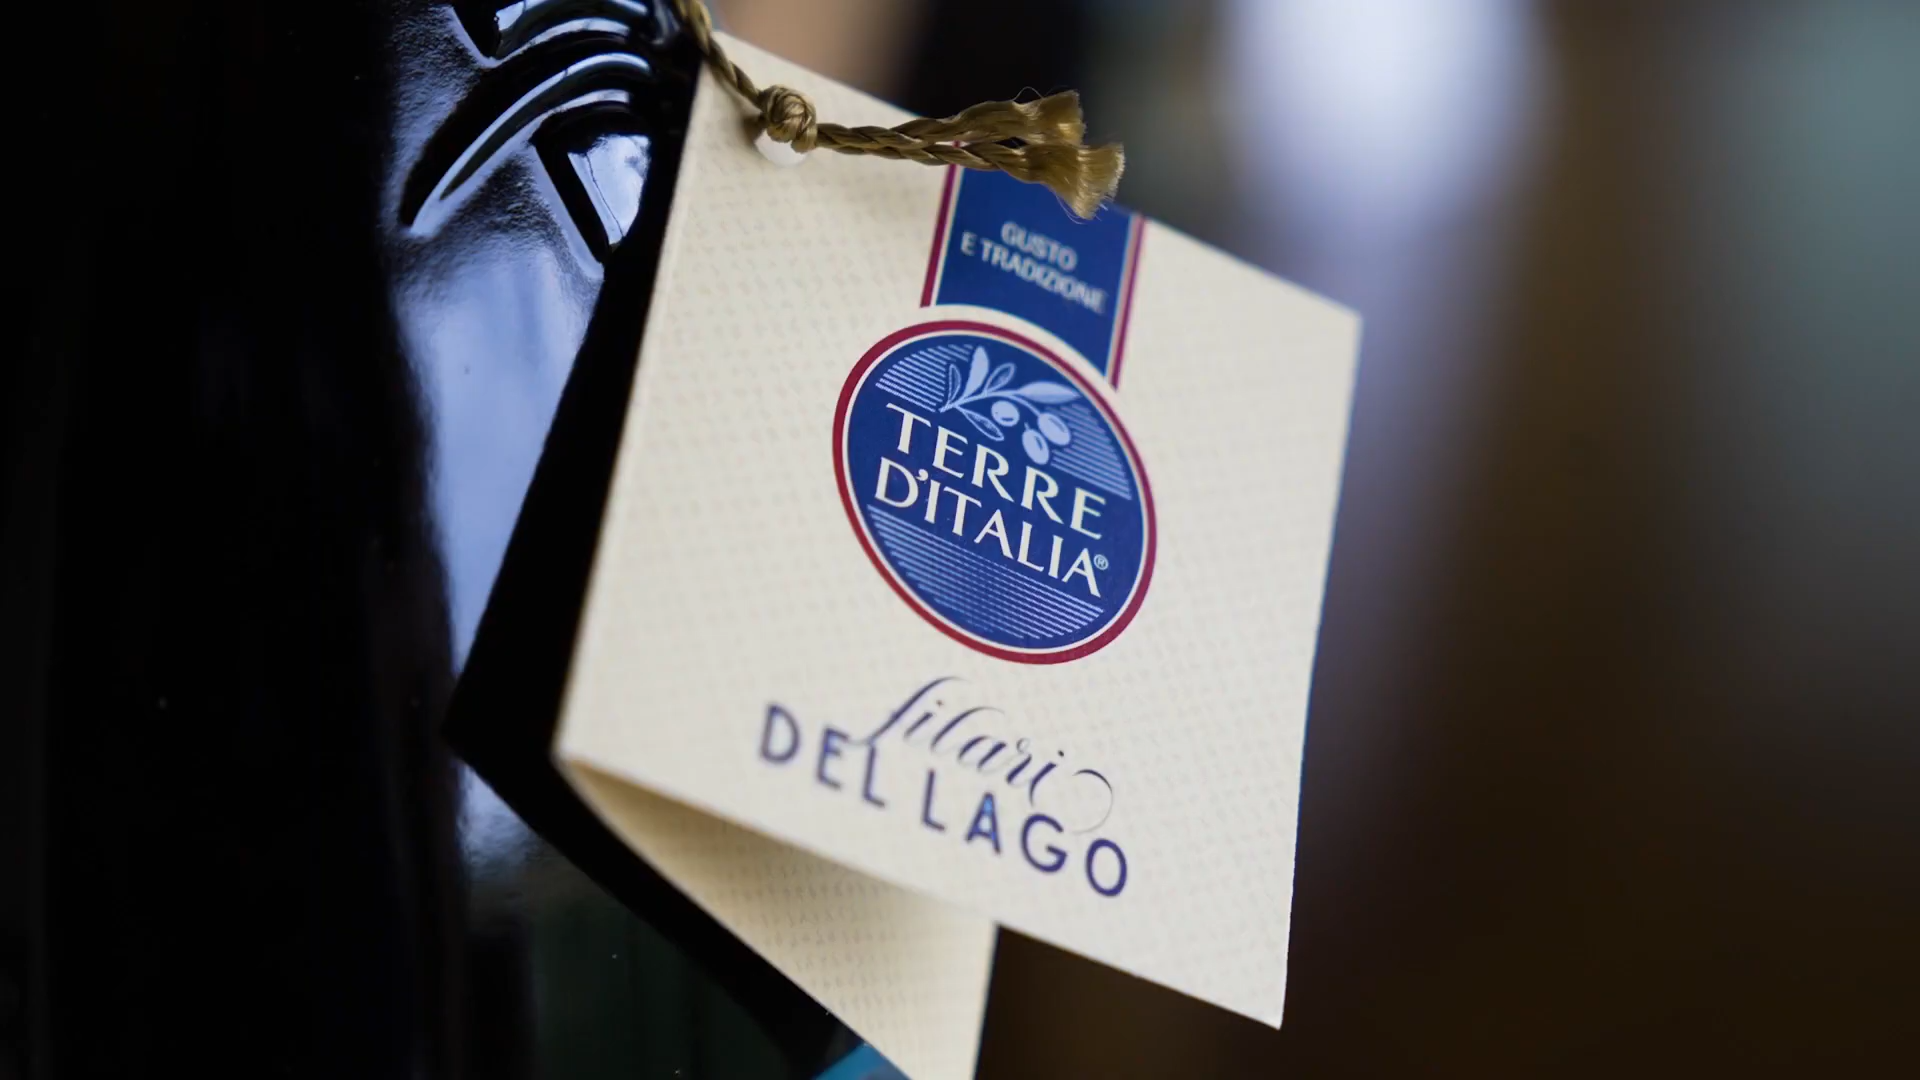 GUSTO
E TRADIZIONE
TERRE
D'ITALIA®
filari
DEL LAGO